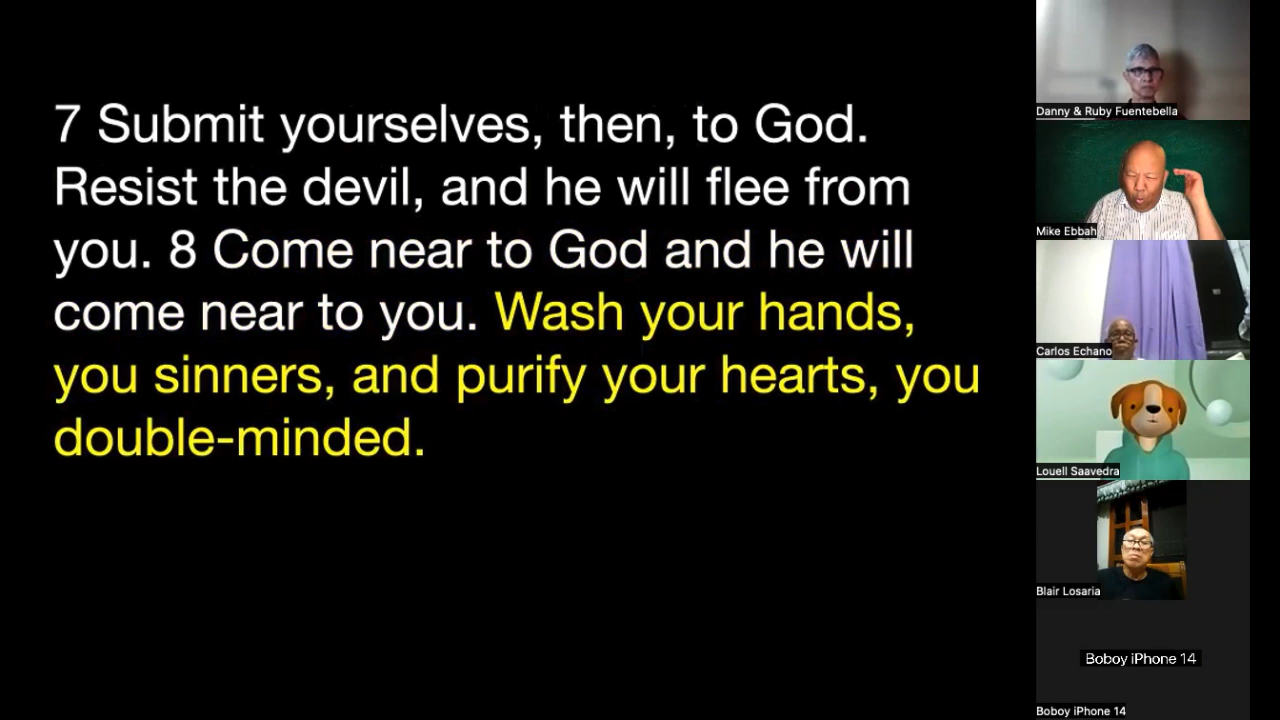 7 Submit yourselves, then, to God.
Resist the devil, and he will flee from
you. 8 Come near to God and he will
come near to you. Wash your hands,
you sinners, and purify your hearts, you
double-minded.
Danny & Ruby Fuentebella
Mike Ebbah
Carlos Echano
Louell Saavedra
Blair Losaria
Boboy iPhone 14
Boboy iPhone 14